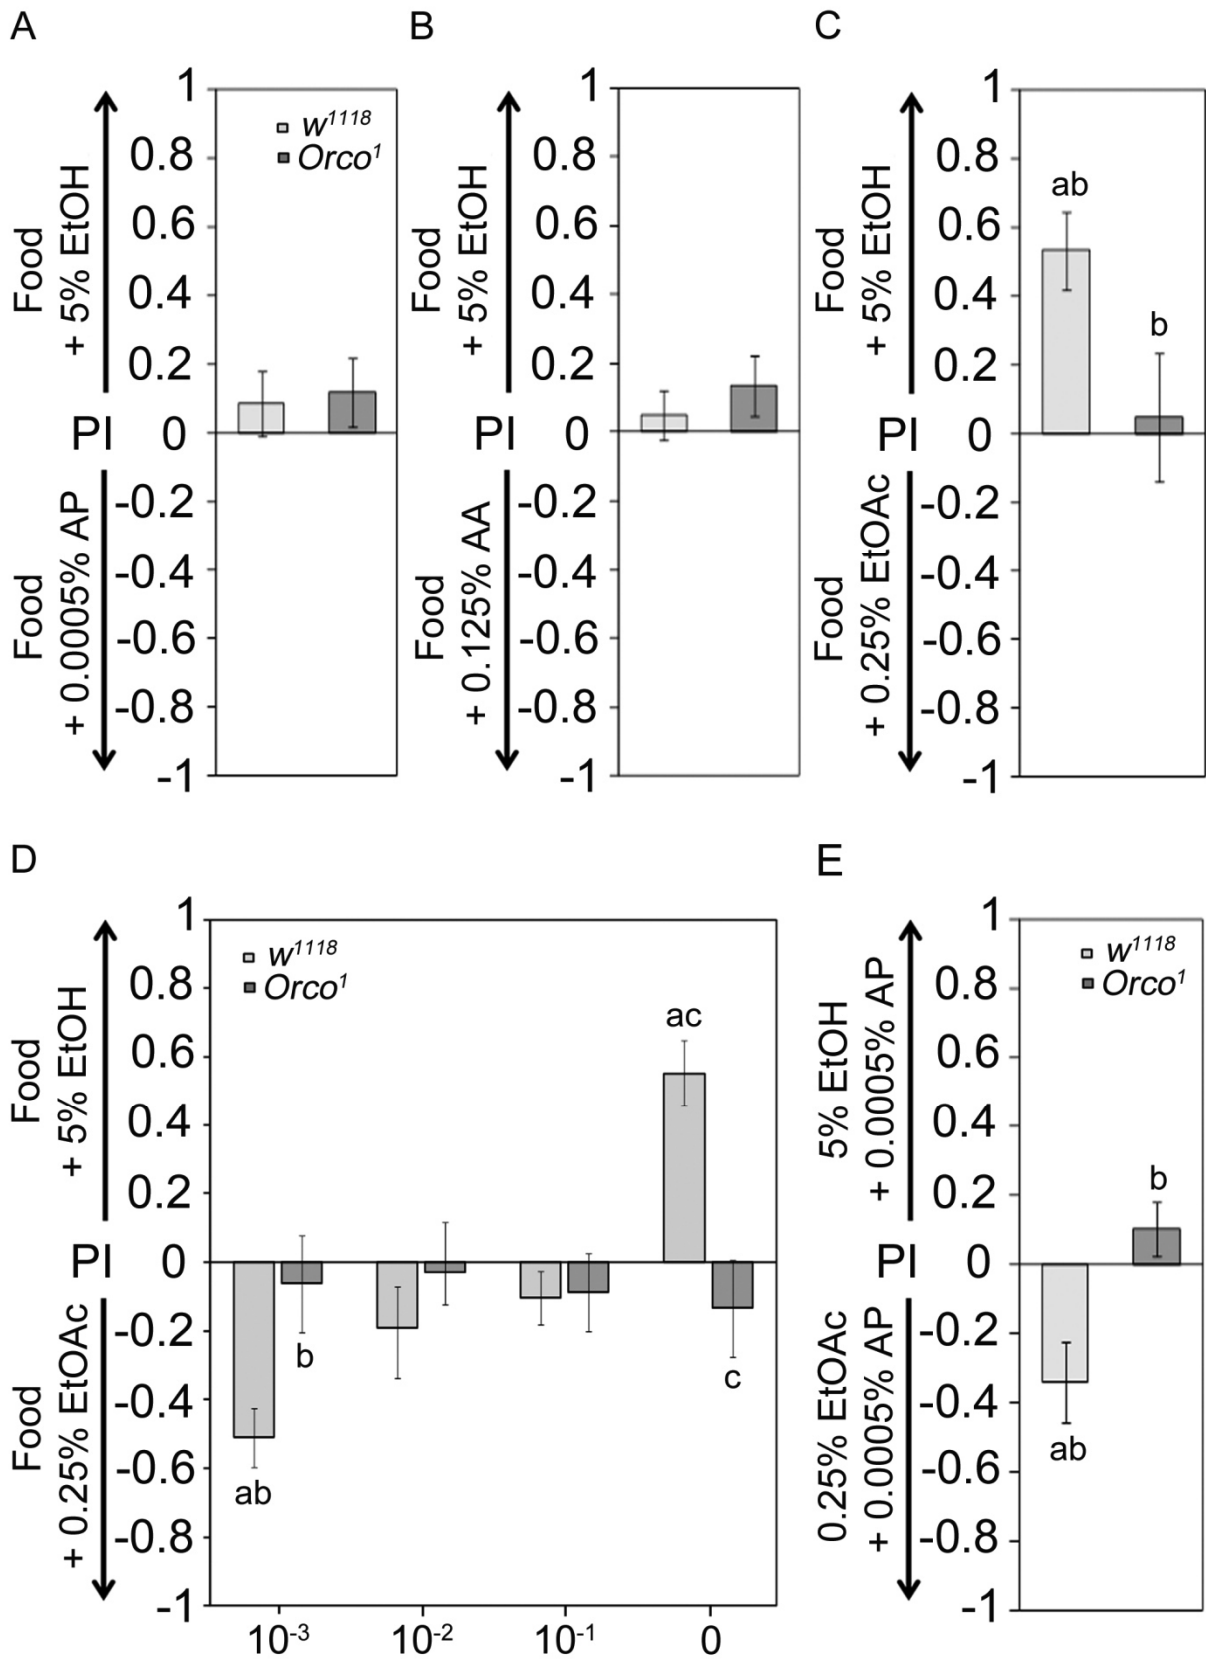 A
Food
+ 5% EtOH
Food
+ 0.0005% AP
PI
1
0.8
0.6
0.4
0.2
0
-0.2
-0.4
-0.6
-0.8
-1
w¹¹¹⁸
Orco¹
B
Food
+ 5% EtOH
Food
+ 0.125% AA
PI
1
0.8
0.6
0.4
0.2
0
-0.2
-0.4
-0.6
-0.8
-1
C
Food
+ 5% EtOH
Food
+ 0.25% EtOAc
PI
1
0.8
0.6
0.4
0.2
0
-0.2
-0.4
-0.6
-0.8
-1
ab
b
D
Food
+ 5% EtOH
Food
+ 0.25% EtOAc
PI
1
0.8
0.6
0.4
0.2
0
-0.2
-0.4
-0.6
-0.8
-1
w¹¹¹⁸
Orco¹
ac
b
c
ab
10⁻³ 10⁻² 10⁻¹ 0
E
5% EtOH
+ 0.0005% AP
0.25% EtOAc
+ 0.0005% AP
PI
1
0.8
0.6
0.4
0.2
0
-0.2
-0.4
-0.6
-0.8
-1
w¹¹¹⁸
Orco¹
b
ab